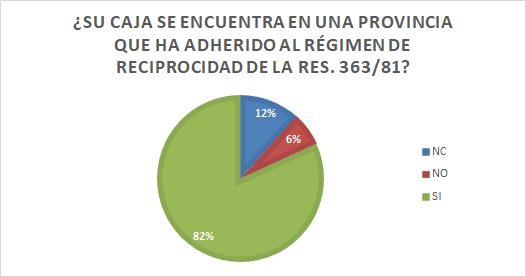 ¿SU CAJA SE ENCUENTRA EN UNA PROVINCIA
QUE HA ADHERIDO AL RÉGIMEN DE
RECIPROCIDAD DE LA RES. 363/81?
12%
6%
82%
NC
NO
SI